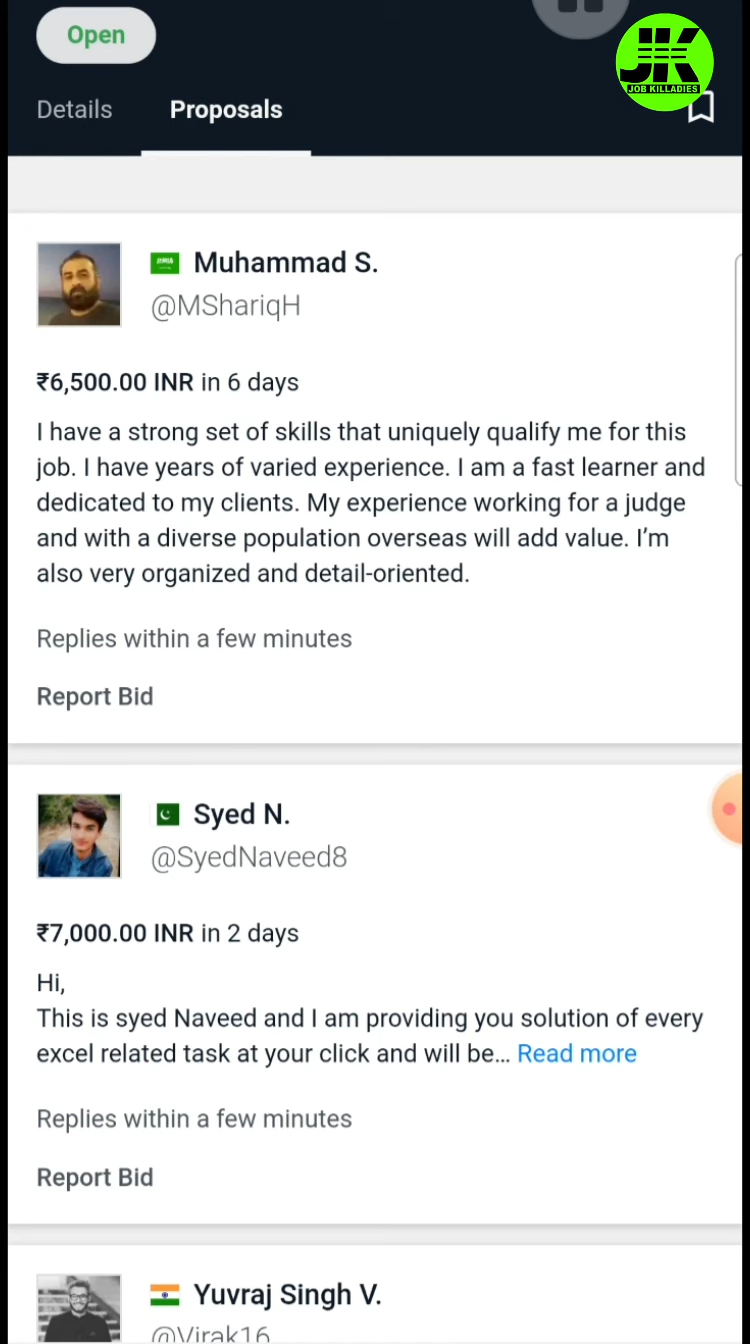 Open
JK
JOB KILLADIES
Details
Proposals
Muhammad S.
@MShariqH
₹6,500.00 INR in 6 days
I have a strong set of skills that uniquely qualify me for this
job. I have years of varied experience. I am a fast learner and
dedicated to my clients. My experience working for a judge
and with a diverse population overseas will add value. I’m
also very organized and detail-oriented.
Replies within a few minutes
Report Bid
Syed N.
@SyedNaveed8
₹7,000.00 INR in 2 days
Hi,
This is syed Naveed and I am providing you solution of every
excel related task at your click and will be... Read more
Replies within a few minutes
Report Bid
Yuvraj Singh V.
@Virak16